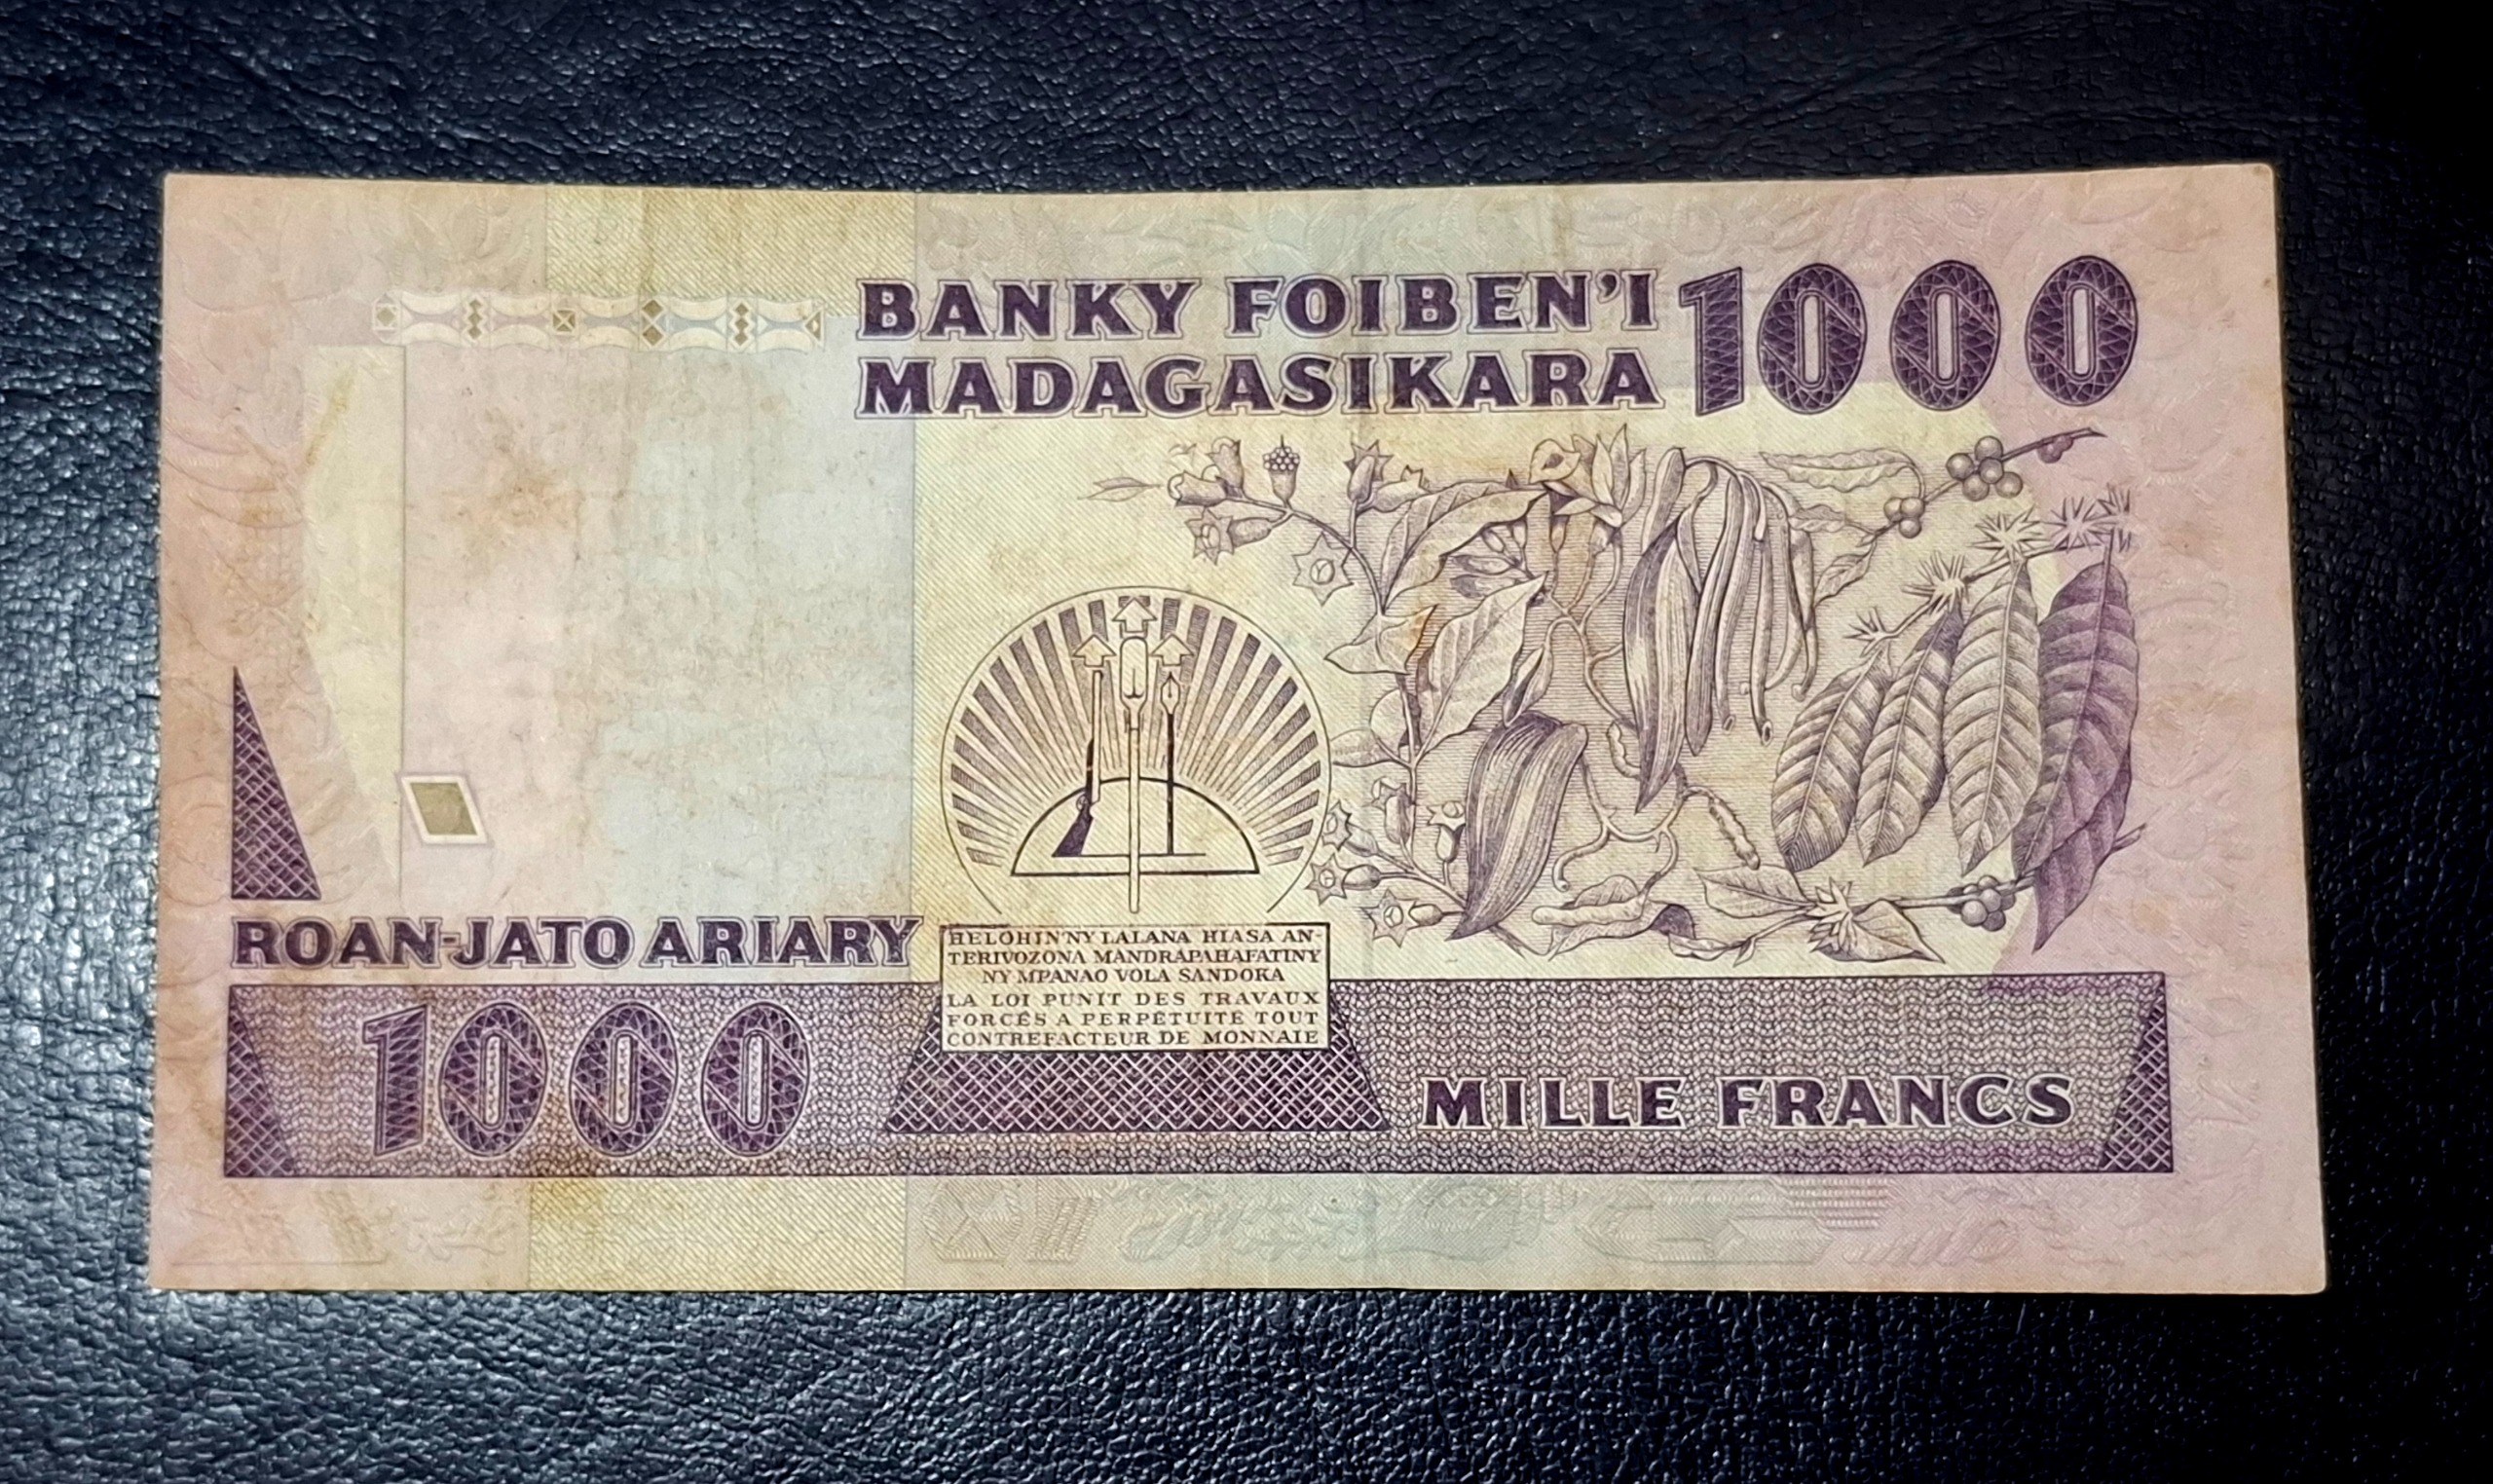 BANKY FOIBEN'I 1000
MADAGASIKARA
ROAN-JATO ARIARY
HELOHIN'NY LALANA HIASA AN-
TERIVOZONA MANDRAPAHAFATINY
NY MPANAO VOLA SANDOKA
LA LOI PUNIT DES TRAVAUX
FORCÉS A PERPÉTUITE TOUT
CONTREFACTEUR DE MONNAIE
1000
MILLE FRANCS